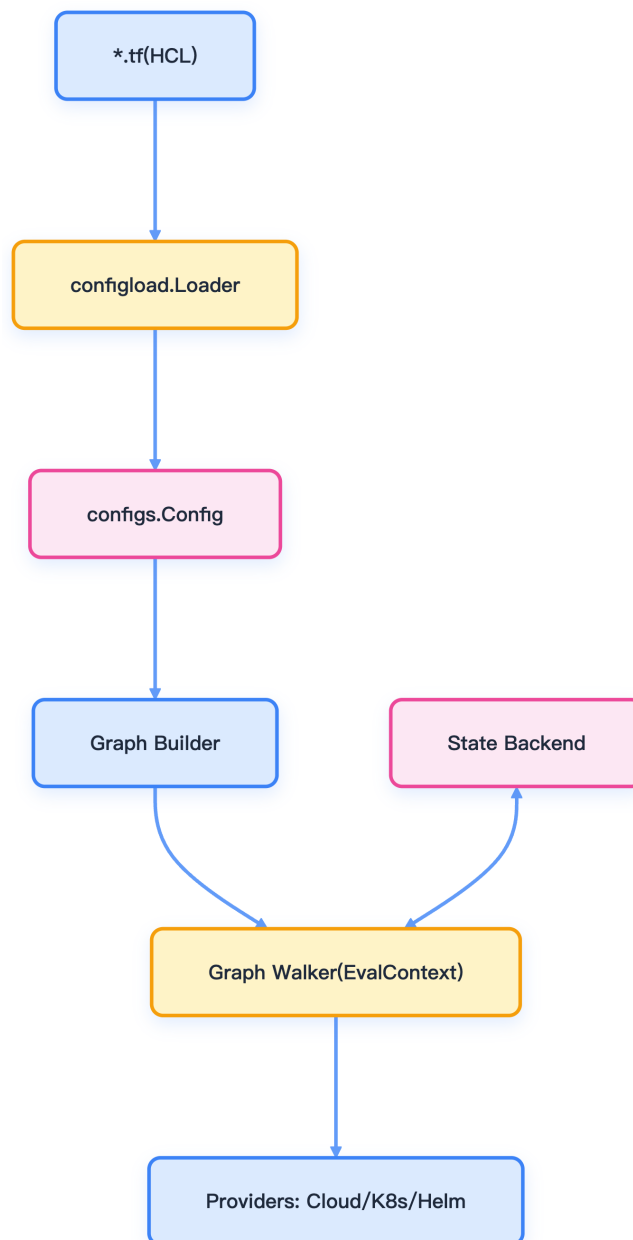 *.tf(HCL)
configload.Loader
configs.Config
Graph Builder
State Backend
Graph Walker(EvalContext)
Providers: Cloud/K8s/Helm